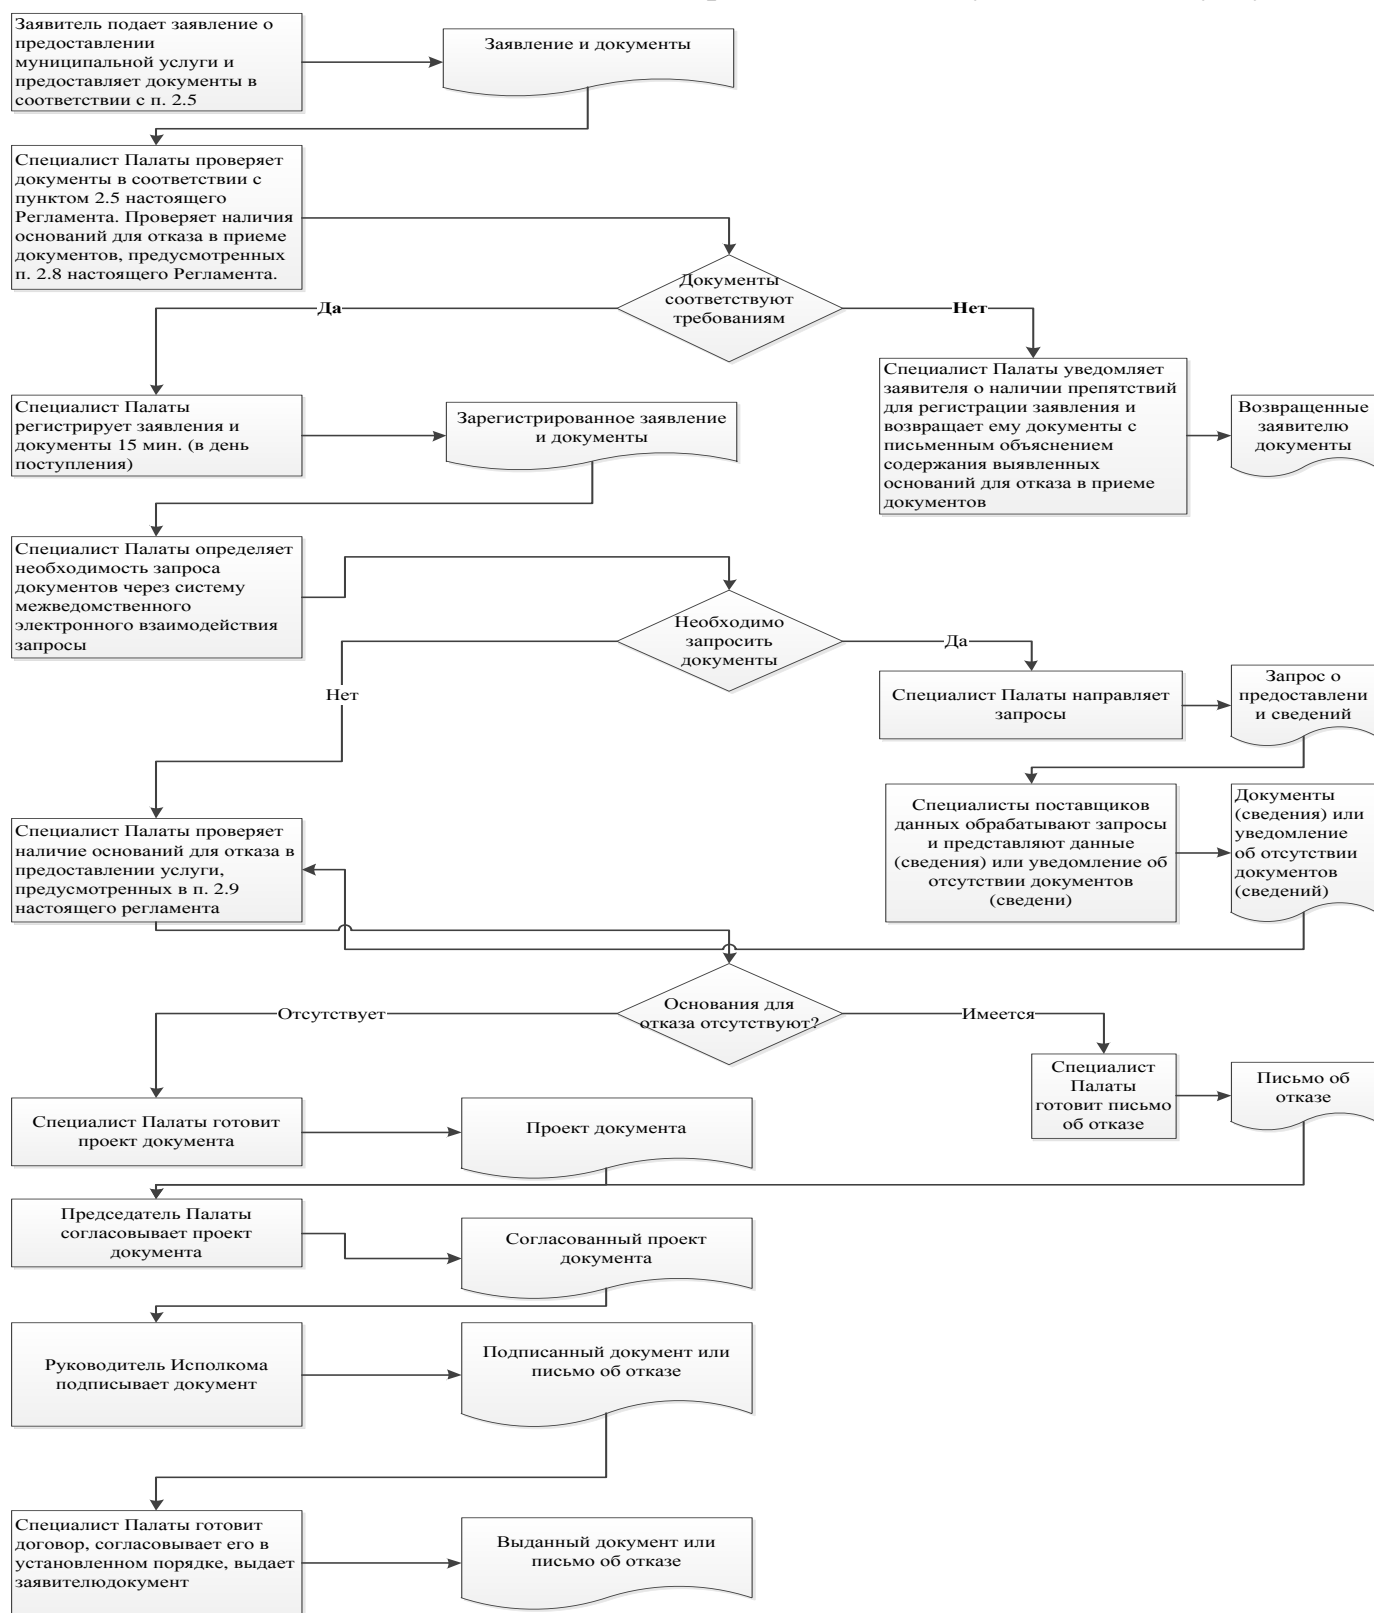 Заявитель подает заявление о
предоставлении
муниципальной услуги и
предоставляет документы в
соответствии с п. 2.5
Заявление и документы
Специалист Палаты проверяет
документы в соответствии с
пунктом 2.5 настоящего
Регламента. Проверяет наличия
оснований для отказа в приеме
документов, предусмотренных
п. 2.8 настоящего Регламента.
Документы
соответствуют
требованиям
Да
Нет
Специалист Палаты уведомляет
заявителя о наличии препятствий
для регистрации заявления и
возвращает ему документы с
письменным объяснением
содержания выявленных
оснований для отказа в приеме
документов
Возвращенные
заявителю
документы
Специалист Палаты
регистрирует заявления и
документы 15 мин. (в день
поступления)
Зарегистрированное заявление
и документы
Специалист Палаты определяет
необходимость запроса
документов через систему
межведомственного
электронного взаимодействия
запросы
Необходимо
запросить
документы
Да
Нет
Специалист Палаты направляет
запросы
Запрос о
предоставлени
и сведений
Специалисты поставщиков
данных обрабатывают запросы
и представляют данные
(сведения) или уведомление об
отсутствии документов
(сведени)
Документы
(сведения) или
уведомление
об отсутствии
документов
(сведений)
Специалист Палаты проверяет
наличие оснований для отказа в
предоставлении услуги,
предусмотренных в п. 2.9
настоящего регламента
Основания для
отказа отсутствуют?
Отсутствует
Имеется
Специалист
Палаты
готовит письмо
об отказе
Письмо об
отказе
Специалист Палаты готовит
проект документа
Проект документа
Председатель Палаты
согласовывает проект
документа
Согласованный проект
документа
Руководитель Исполкома
подписывает документ
Подписанный документ или
письмо об отказе
Специалист Палаты готовит
договор, согласовывает его в
установленном порядке, выдает
заявителюдокумент
Выданный документ или
письмо об отказе